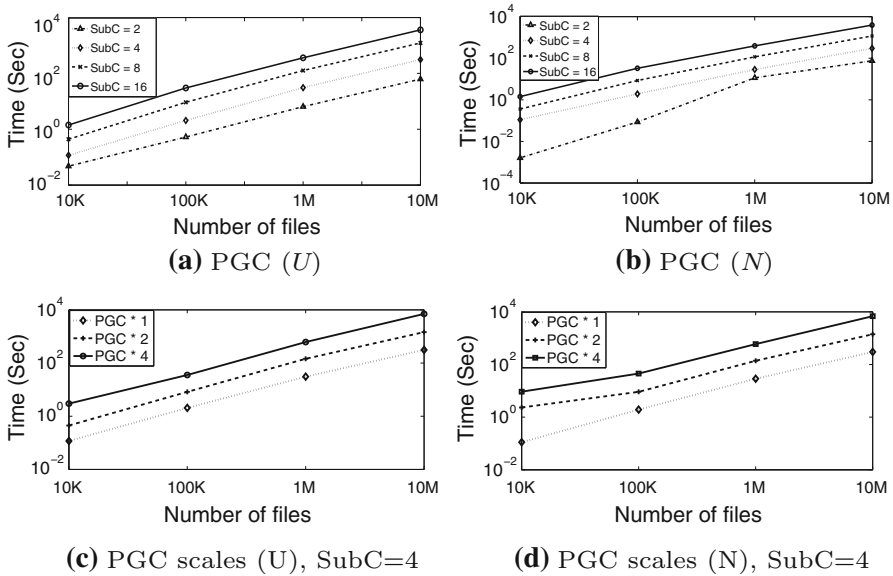 Time (Sec)
10^4
10^2
10^0
10^-2
SubC = 2
SubC = 4
SubC = 8
SubC = 16
10K
100K
1M
10M
Number of files
(a) PGC (U)
Time (Sec)
10^4
10^2
10^0
10^-2
10^-4
SubC = 2
SubC = 4
SubC = 8
SubC = 16
10K
100K
1M
10M
Number of files
(b) PGC (N)
Time (Sec)
10^4
10^2
10^0
10^-2
PGC * 1
PGC * 2
PGC * 4
10K
100K
1M
10M
Number of files
(c) PGC scales (U), SubC=4
Time (Sec)
10^4
10^2
10^0
10^-2
PGC * 1
PGC * 2
PGC * 4
10K
100K
1M
10M
Number of files
(d) PGC scales (N), SubC=4